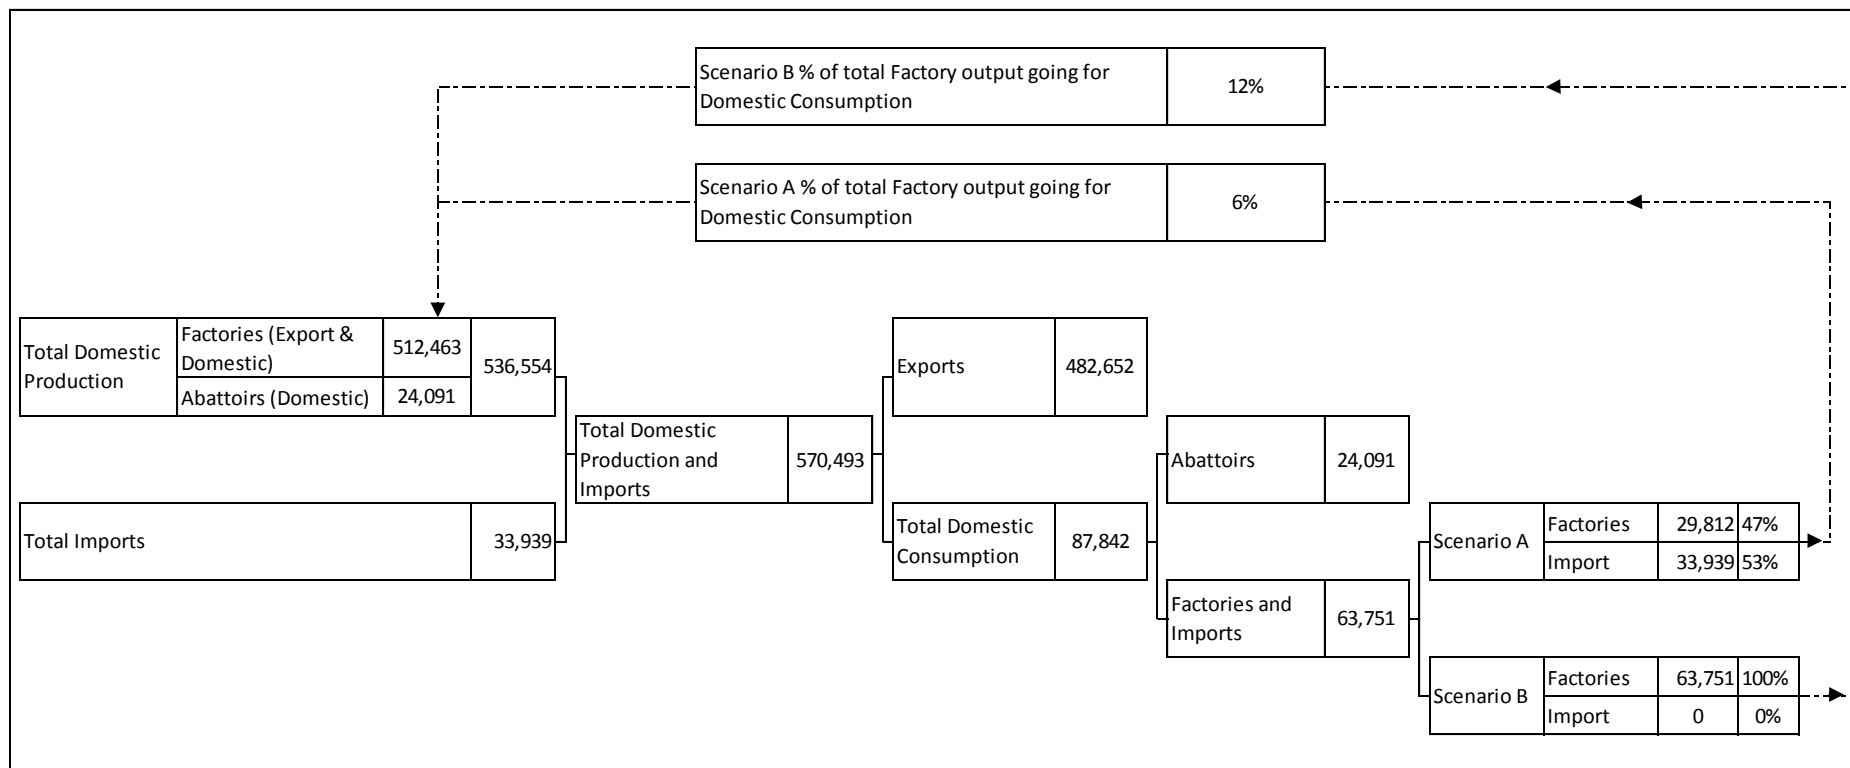 Scenario B % of total Factory output going for
Domestic Consumption
12%
Scenario A % of total Factory output going for
Domestic Consumption
6%
Total Domestic
Production
Factories (Export &
Domestic)
512,463
Abattoirs (Domestic)
24,091
536,554
Total Imports
33,939
Total Domestic
Production and
Imports
570,493
Exports
482,652
Total Domestic
Consumption
87,842
Abattoirs
24,091
Factories and
Imports
63,751
Scenario A
Factories 29,812 47%
Import 33,939 53%
Scenario B
Factories 63,751 100%
Import 0 0%